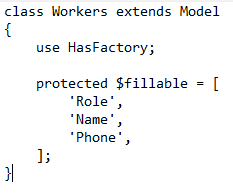 class Workers extends Model
{
    use HasFactory;

    protected $fillable = [
        'Role',
        'Name',
        'Phone',
    ];
}